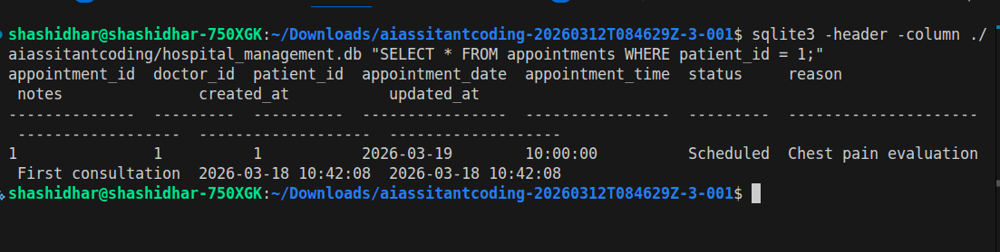 shashidhar@shashidhar-750XGK:~/Downloads/aiassitantcoding-20260312T084629Z-3-001$ sqlite3 -header -column ./
aiassitantcoding/hospital_management.db "SELECT * FROM appointments WHERE patient_id = 1;"
appointment_id  doctor_id  patient_id  appointment_date  appointment_time  status     reason
 notes               created_at           updated_at
--------------  ---------  ----------  ----------------  ----------------  ---------  ---------------------
 ------------------  -------------------  -------------------
1               1          1           2026-03-19        10:00:00          Scheduled  Chest pain evaluation
 First consultation  2026-03-18 10:42:08  2026-03-18 10:42:08
shashidhar@shashidhar-750XGK:~/Downloads/aiassitantcoding-20260312T084629Z-3-001$